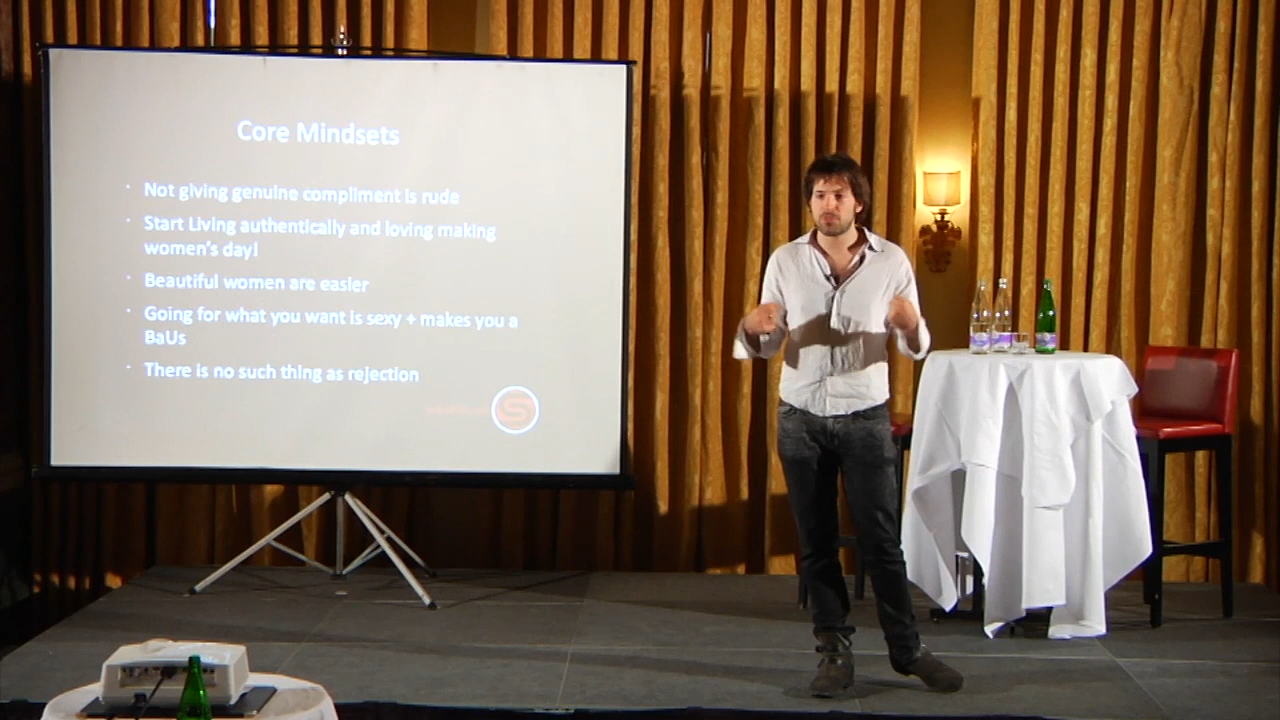 Core Mindsets
Not giving genuine compliment is rude
Start Living authentically and loving making
women's day!
Beautiful women are easier
Going for what you want is sexy + makes you a
BaUs
There is no such thing as rejection
S